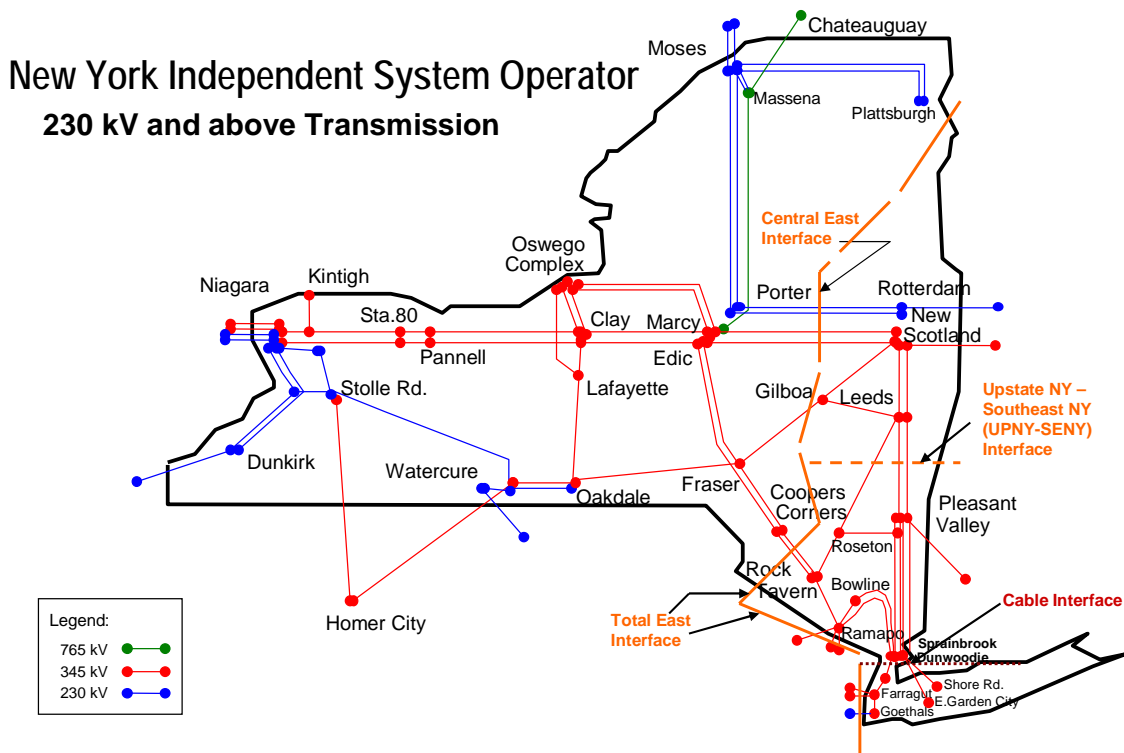 New York Independent System Operator
230 kV and above Transmission
Chateauguay
Moses
Massena
Plattsburgh
Central East
Interface
Oswego
Complex
Niagara
Kintigh
Sta.80
Pannell
Clay
Marcy
Edic
Porter
Rotterdam
New
Scotland
Stolle Rd.
Lafayette
Gilboa
Leeds
Upstate NY –
Southeast NY
(UPNY-SENY)
Interface
Dunkirk
Watercure
Oakdale
Fraser
Coopers
Corners
Pleasant
Valley
Roseton
Rock
Tavern
Bowline
Homer City
Total East
Interface
Ramapo
Cable Interface
Sprainbrook
Dunwoodie
Shore Rd.
Farragut
E.Garden City
Goethals
Legend:
765 kV
345 kV
230 kV